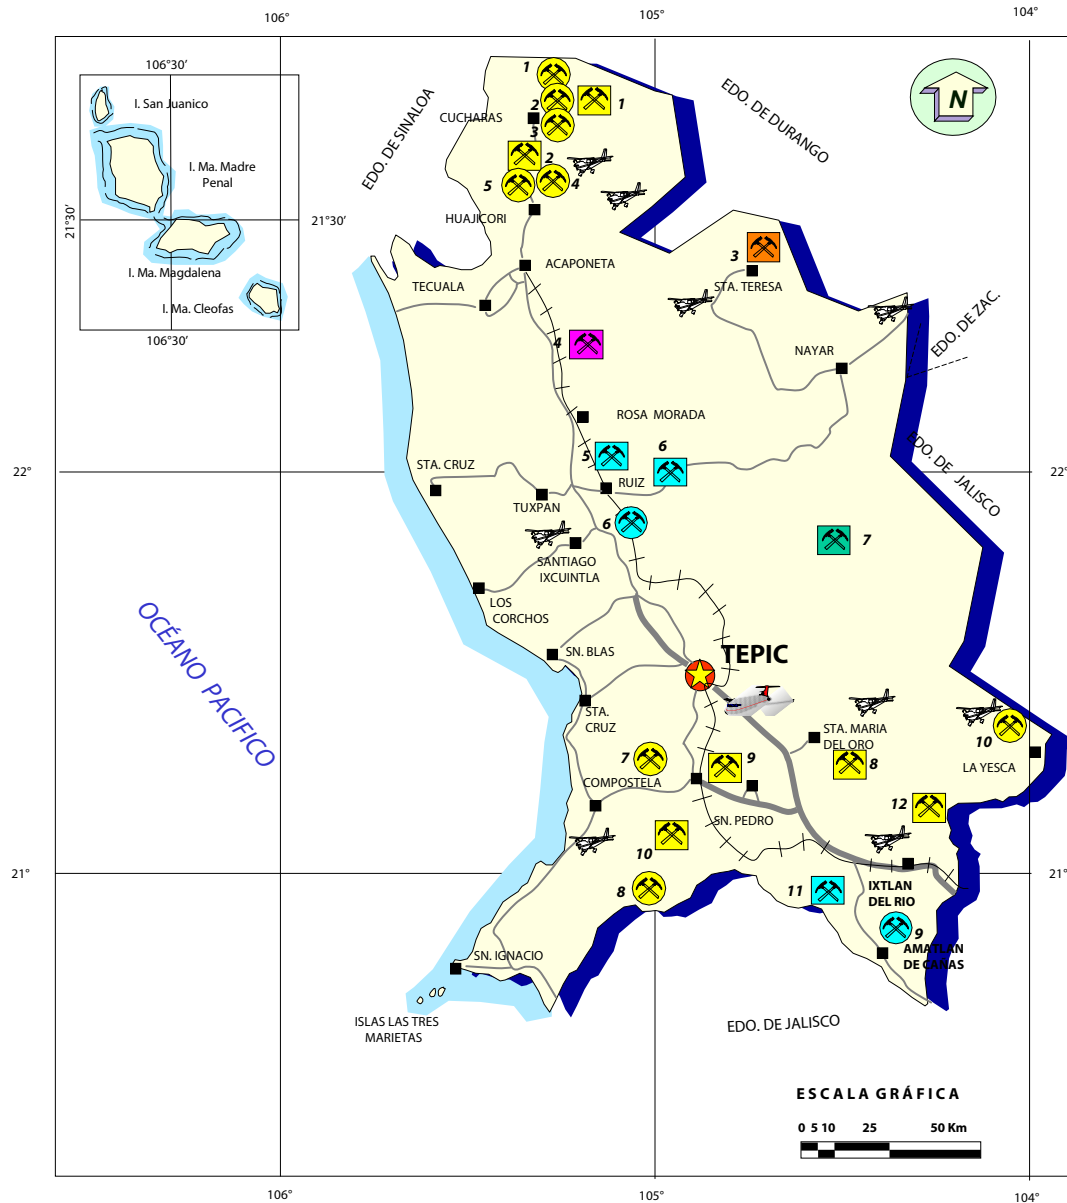 106°
105°
104°
106°30'
I. San Juanico
I. Ma. Madre
Penal
21°30'
21°30'
I. Ma. Magdalena
I. Ma. Cleofas
106°30'
EDO. DE SINALOA
EDO. DE DURANGO
N
1
2
1
CUCHARAS
3
2
5
4
HUAJICORI
ACAPONETA
TECUALA
3
STA. TERESA
EDO. DE ZAC.
4
NAYAR
ROSA MORADA
EDO. DE JALISCO
22°
22°
STA. CRUZ
5
6
RUIZ
TUXPAN
6
7
SANTIAGO
IXCUINTLA
LOS
CORCHOS
OCÉANO PACIFICO
SN. BLAS
TEPIC
STA.
CRUZ
STA. MARIA
DEL ORO
10
LA YESCA
7
9
8
COMPOSTELA
12
SN. PEDRO
10
21°
21°
8
11
IXTLAN
DEL RIO
9
AMATLAN
DE CAÑAS
SN. IGNACIO
ISLAS LAS TRES
MARIETAS
EDO. DE JALISCO
ESCALA GRÁFICA
0 5 10 25 50 Km
106°
105°
104°